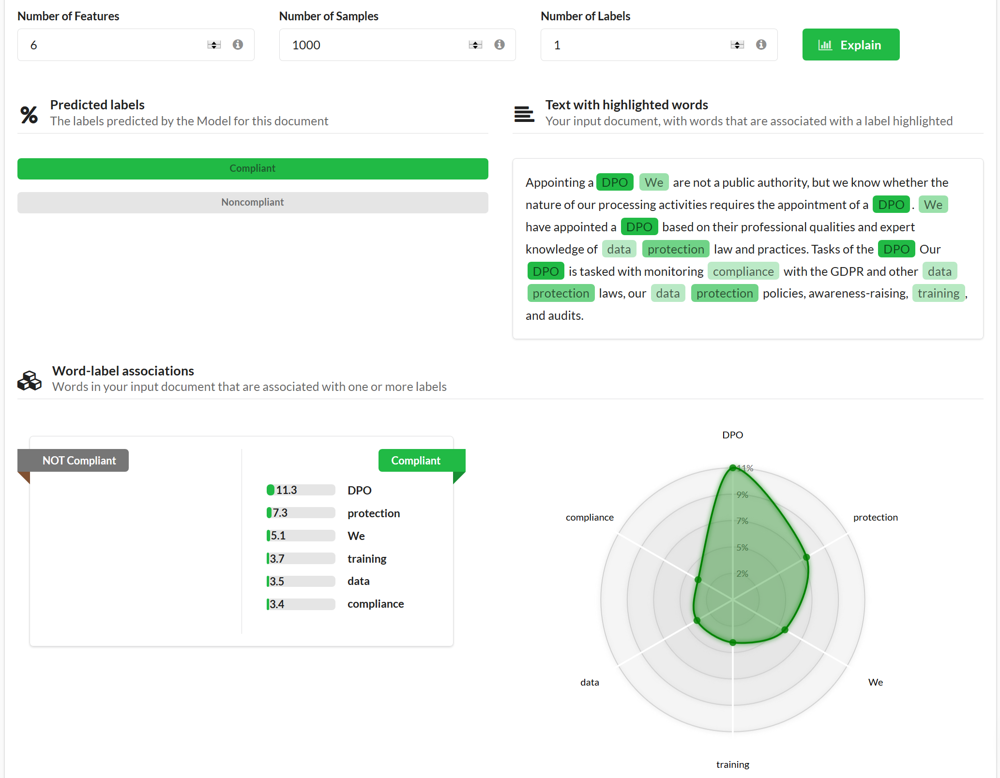 Number of Features
Number of Samples
Number of Labels
6
1000
1
Explain
Predicted labels
The labels predicted by the Model for this document
Compliant
Noncompliant
Text with highlighted words
Your input document, with words that are associated with a label highlighted
Appointing a DPO We are not a public authority, but we know whether the
nature of our processing activities requires the appointment of a DPO . We
have appointed a DPO based on their professional qualities and expert
knowledge of data protection law and practices. Tasks of the DPO Our
DPO is tasked with monitoring compliance with the GDPR and other data
protection laws, our data protection policies, awareness-raising, training ,
and audits.
Word-label associations
Words in your input document that are associated with one or more labels
NOT Compliant
Compliant
11.3 DPO
7.3 protection
5.1 We
3.7 training
3.5 data
3.4 compliance
DPO
11%
9%
7%
5%
2%
compliance
protection
data
We
training